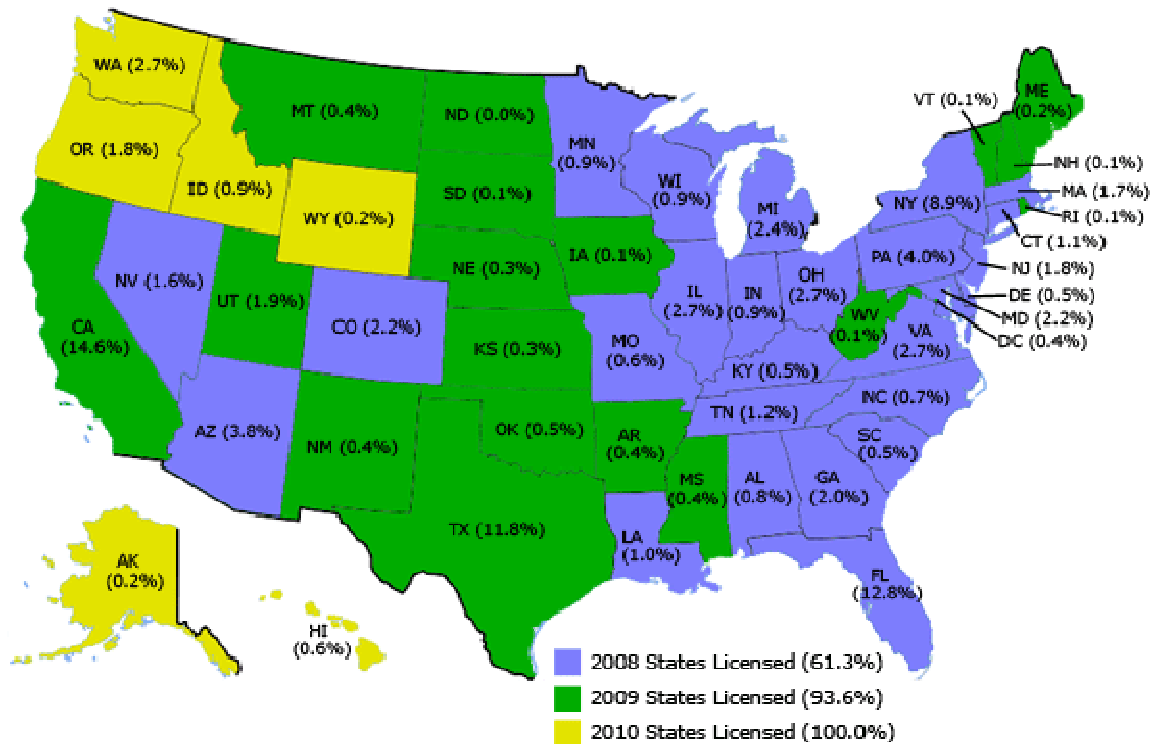 WA (2.7%)
OR (1.8%)
ID (0.9%)
MT (0.4%)
ND (0.0%)
SD (0.1%)
WY (0.2%)
NE (0.3%)
MN
(0.9%)
WI
(0.9%)
MI
(2.4%)
IA (0.1%)
VT (0.1%)
ME
(0.2%)
NH (0.1%)
MA (1.7%)
NY (8.9%)
RI (0.1%)
CT (1.1%)
PA (4.0%)
NJ (1.8%)
DE (0.5%)
MD (2.2%)
DC (0.4%)
CA
(14.6%)
NV (1.6%)
UT (1.9%)
CO (2.2%)
KS (0.3%)
MO
(0.6%)
IL
(2.7%)
IN
(0.9%)
OH
(2.7%)
WV
(0.1%)
VA
(2.7%)
KY (0.5%)
AZ (3.8%)
NM (0.4%)
OK (0.5%)
AR
(0.4%)
TN (1.2%)
NC (0.7%)
SC
(0.5%)
TX (11.8%)
LA
(1.0%)
MS
(0.4%)
AL
(0.8%)
GA
(2.0%)
FL
(12.8%)
AK
(0.2%)
HI
(0.6%)
2008 States Licensed (61.3%)
2009 States Licensed (93.6%)
2010 States Licensed (100.0%)